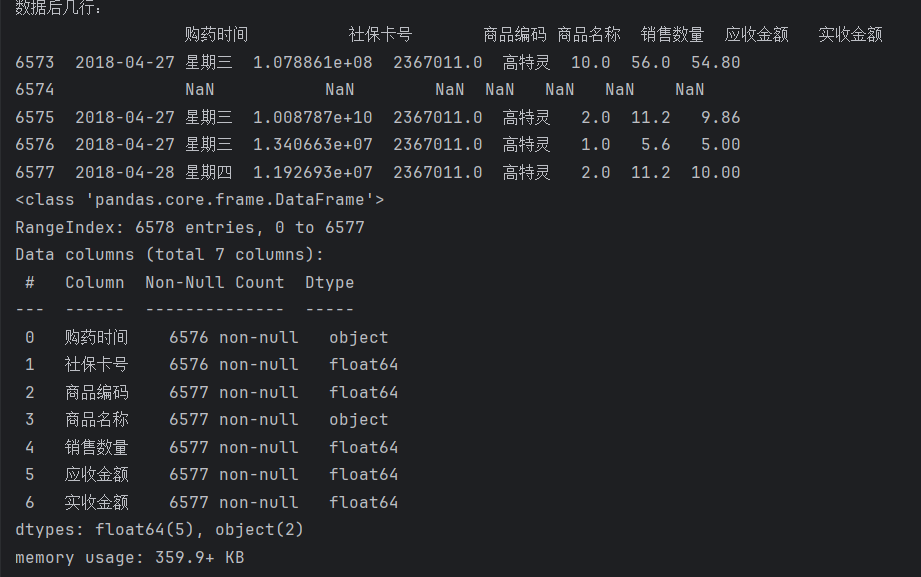 数据后几行:
购药时间 社保卡号 商品编码 商品名称 销售数量 应收金额 实收金额
6573 2018-04-27 星期三 1.078861e+08 2367011.0 高特灵 10.0 56.0 54.80
6574 NaN NaN NaN NaN NaN NaN NaN
6575 2018-04-27 星期三 1.008787e+10 2367011.0 高特灵 2.0 11.2 9.86
6576 2018-04-27 星期三 1.340663e+07 2367011.0 高特灵 1.0 5.6 5.00
6577 2018-04-28 星期四 1.192693e+07 2367011.0 高特灵 2.0 11.2 10.00
<class 'pandas.core.frame.DataFrame'>
RangeIndex: 6578 entries, 0 to 6577
Data columns (total 7 columns):
# Column Non-Null Count Dtype
--- ------ -------------- -----
0 购药时间 6576 non-null object
1 社保卡号 6576 non-null float64
2 商品编码 6577 non-null float64
3 商品名称 6577 non-null object
4 销售数量 6577 non-null float64
5 应收金额 6577 non-null float64
6 实收金额 6577 non-null float64
dtypes: float64(5), object(2)
memory usage: 359.9+ KB